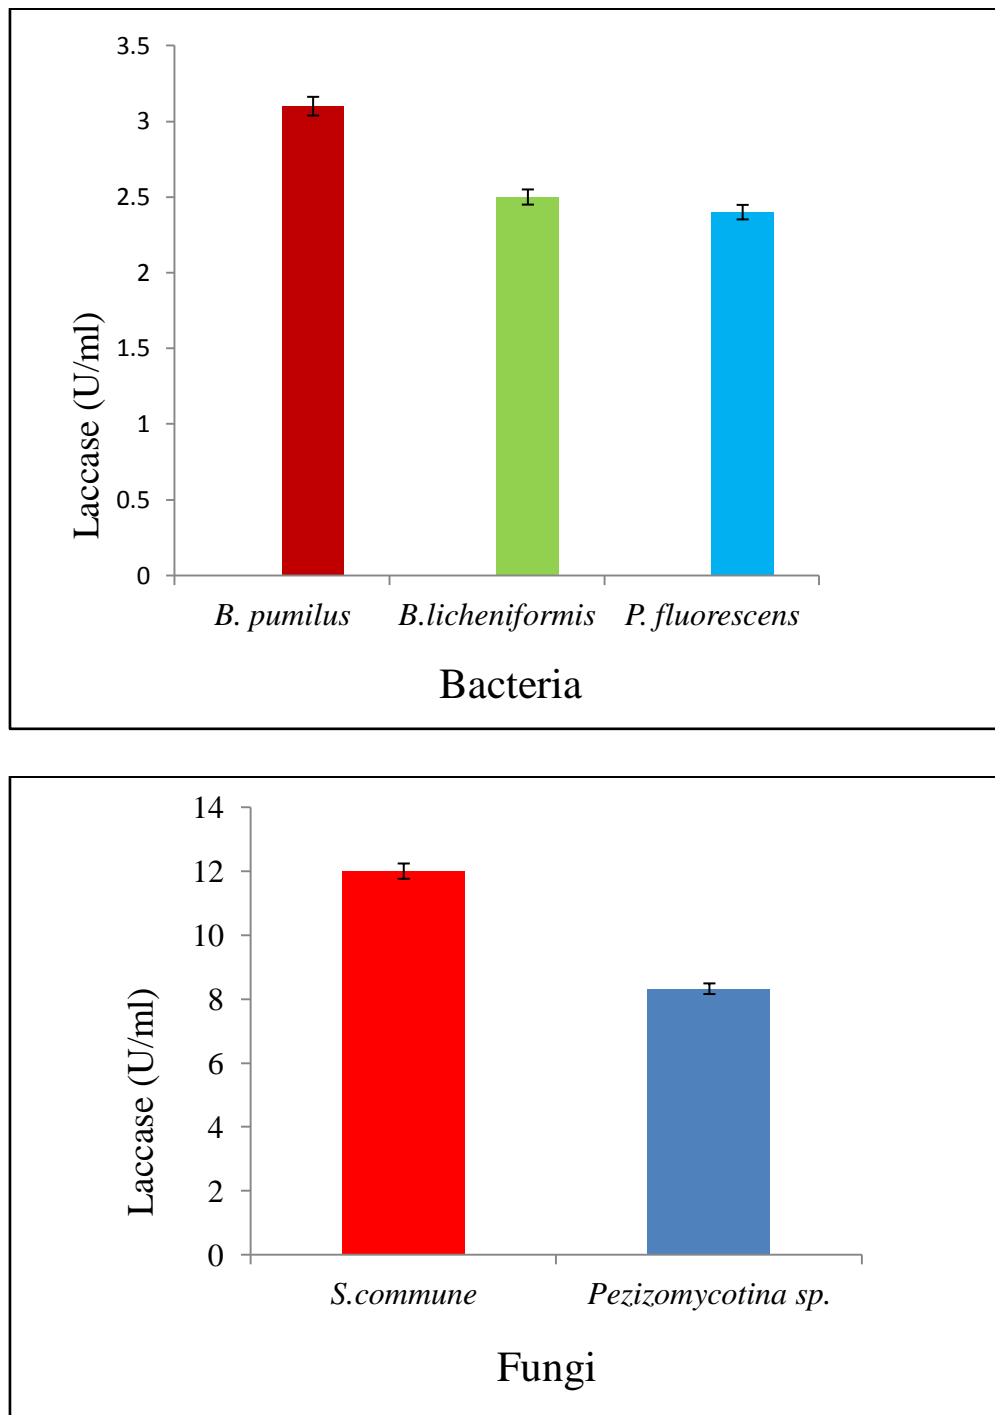 3.5
3
2.5
2
1.5
1
0.5
0
Laccase (U/ml)
B. pumilus B.licheniformis P. fluorescens
Bacteria
14
12
10
8
6
4
2
0
Laccase (U/ml)
S.commune Pezizomycotina sp.
Fungi